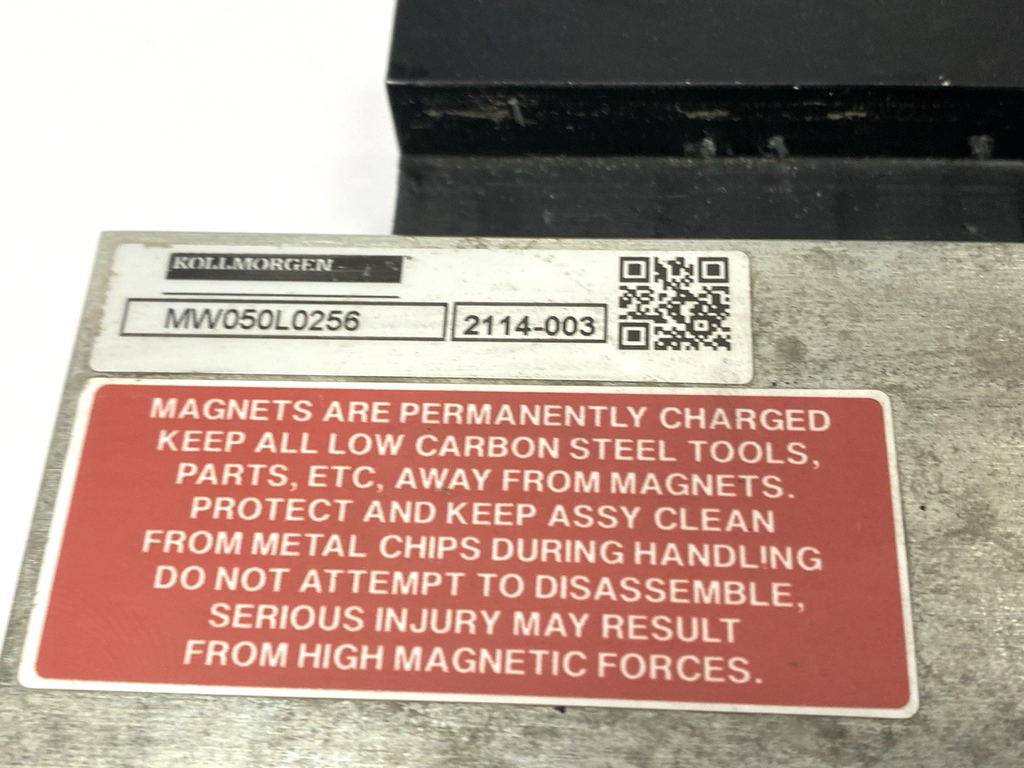 KOLLMORGEN
MW050L0256
2114-003
MAGNETS ARE PERMANENTLY CHARGED
KEEP ALL LOW CARBON STEEL TOOLS,
PARTS, ETC, AWAY FROM MAGNETS.
PROTECT AND KEEP ASSY CLEAN
FROM METAL CHIPS DURING HANDLING
DO NOT ATTEMPT TO DISASSEMBLE,
SERIOUS INJURY MAY RESULT
FROM HIGH MAGNETIC FORCES.